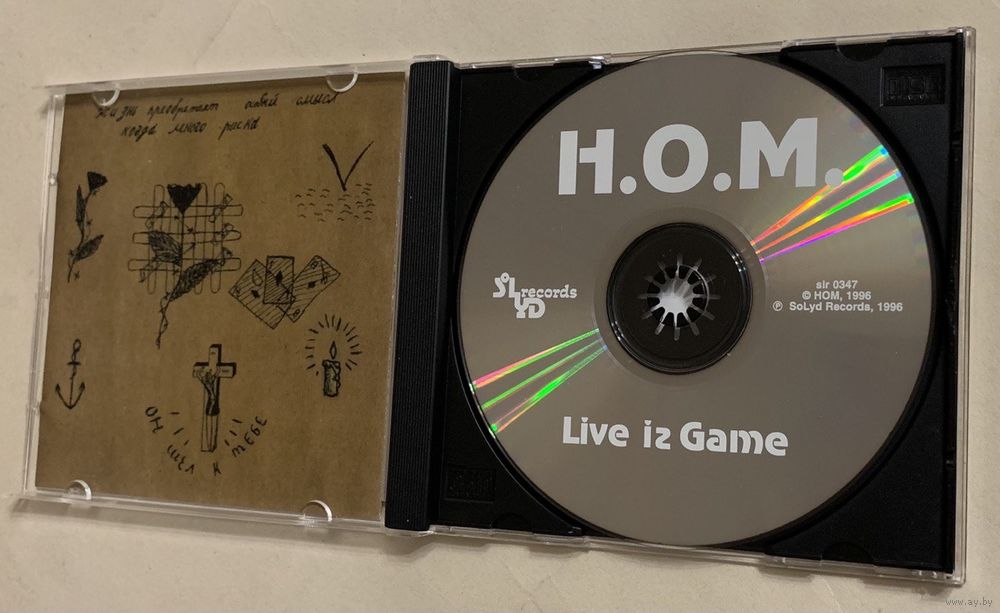 жизнь преобретает новый смысл
когда много риска
ОН ШЕЛ К ТЕБЕ
H.O.M.
SoLyd records
slr 0347
© HOM, 1996
℗ SoLyd Records, 1996
Live iz Game
www.ay.by